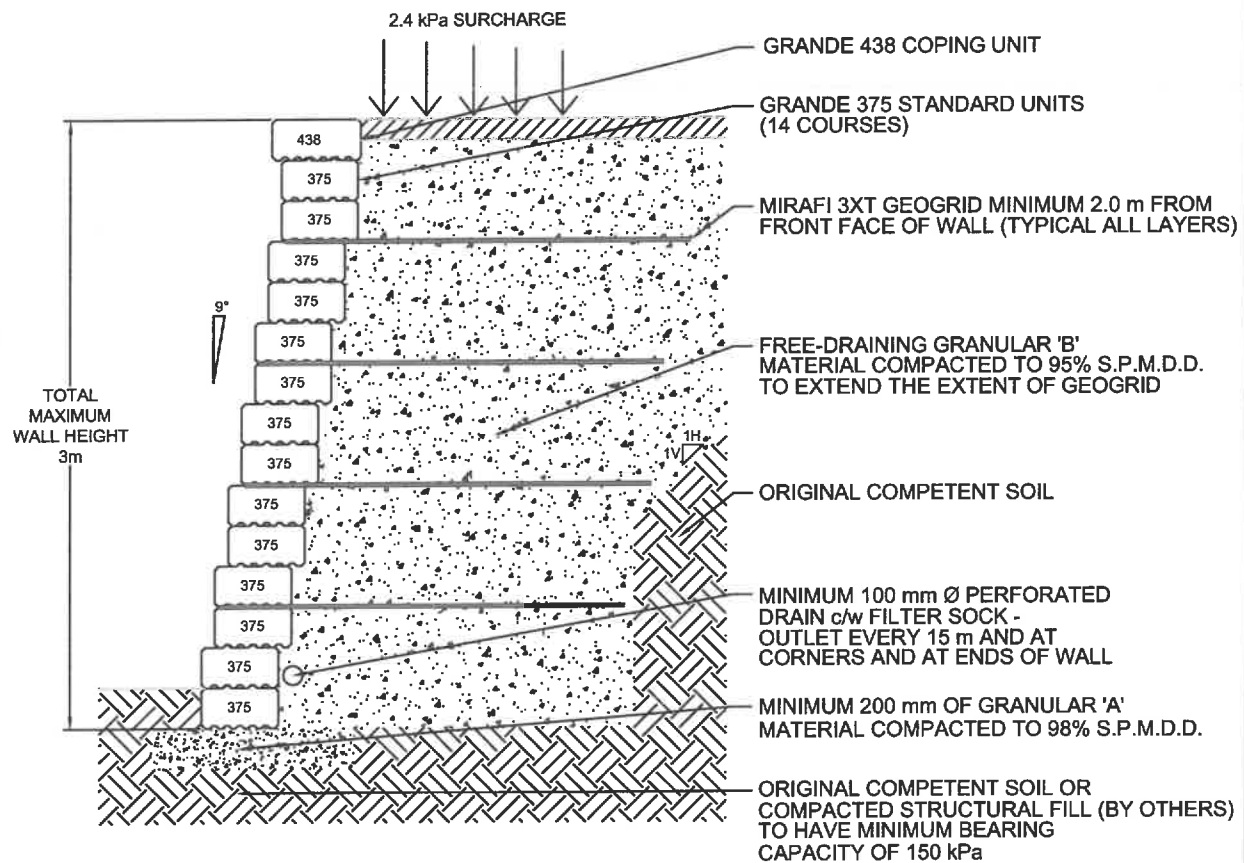 2.4 kPa SURCHARGE
GRANDE 438 COPING UNIT
GRANDE 375 STANDARD UNITS
(14 COURSES)
438
375
375
MIRAFI 3XT GEOGRID MINIMUM 2.0 m FROM
FRONT FACE OF WALL (TYPICAL ALL LAYERS)
375
375
9°
375
FREE-DRAINING GRANULAR 'B'
MATERIAL COMPACTED TO 95% S.P.M.D.D.
TO EXTEND THE EXTENT OF GEOGRID
375
TOTAL
MAXIMUM
WALL HEIGHT
3m
375
375
1H
1V
ORIGINAL COMPETENT SOIL
375
375
375
375
MINIMUM 100 mm Ø PERFORATED
DRAIN c/w FILTER SOCK -
OUTLET EVERY 15 m AND AT
CORNERS AND AT ENDS OF WALL
375
375
MINIMUM 200 mm OF GRANULAR 'A'
MATERIAL COMPACTED TO 98% S.P.M.D.D.
ORIGINAL COMPETENT SOIL OR
COMPACTED STRUCTURAL FILL (BY OTHERS)
TO HAVE MINIMUM BEARING
CAPACITY OF 150 kPa